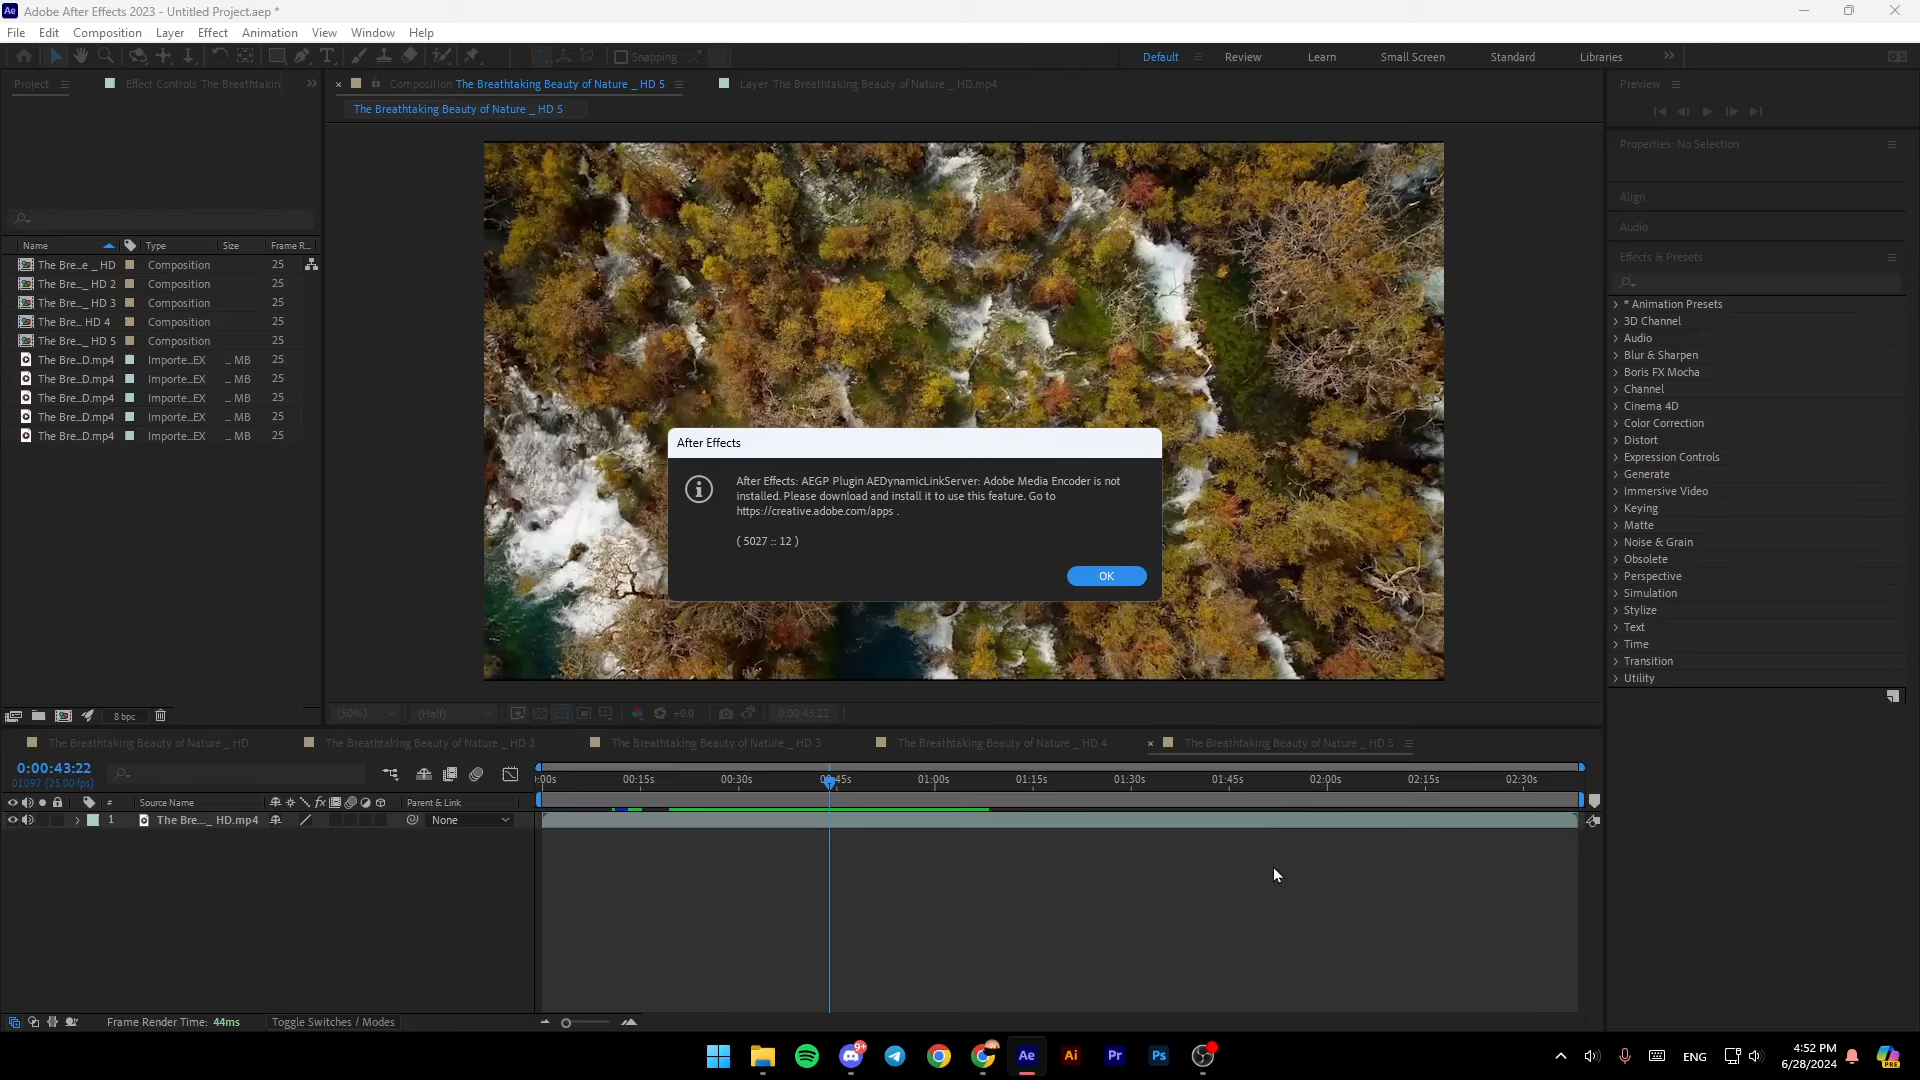 Adobe After Effects 2023 - Untitled Project.aep *
File Edit Composition Layer Effect Animation View Window Help
Snapping
Default Review Learn Small Screen Standard Libraries
Project Effect Controls The Breathtakin
Composition The Breathtaking Beauty of Nature _ HD 5
Layer The Breathtaking Beauty of Nature _ HD.mp4
The Breathtaking Beauty of Nature _ HD 5
Preview
Properties: No Selection
Align
Audio
Effects & Presets
Name Type Size Frame R...
The Bre...e _ HD Composition 25
The Bre..._ HD 2 Composition 25
The Bre..._ HD 3 Composition 25
The Bre... HD 4 Composition 25
The Bre..._ HD 5 Composition 25
The Bre...D.mp4 Importe...EX ... MB 25
The Bre...D.mp4 Importe...EX ... MB 25
The Bre...D.mp4 Importe...EX ... MB 25
The Bre...D.mp4 Importe...EX ... MB 25
The Bre...D.mp4 Importe...EX ... MB 25
* Animation Presets
3D Channel
Audio
Blur & Sharpen
Boris FX Mocha
Channel
Cinema 4D
Color Correction
Distort
Expression Controls
Generate
Immersive Video
Keying
Matte
Noise & Grain
Obsolete
Perspective
Simulation
Stylize
Text
Time
Transition
Utility
After Effects
After Effects: AEGP Plugin AEDynamicLinkServer: Adobe Media Encoder is not
installed. Please download and install it to use this feature. Go to
https://creative.adobe.com/apps .
( 5027 :: 12 )
OK
8 bpc
(50%) (Half) +0.0 0:00:43:22
The Breathtaking Beauty of Nature _ HD
The Breathtaking Beauty of Nature _ HD 2
The Breathtaking Beauty of Nature _ HD 3
The Breathtaking Beauty of Nature _ HD 4
The Breathtaking Beauty of Nature _ HD 5
0:00:43:22
01097 (25.00 fps)
:00s 00:15s 00:30s 00:45s 01:00s 01:15s 01:30s 01:45s 02:00s 02:15s 02:30s
# Source Name fx Parent & Link
1 The Bre..._ HD.mp4 None
Frame Render Time: 44ms Toggle Switches / Modes
9+
Ae Ai Pr Ps
ENG
4:52 PM
6/28/2024
PRE